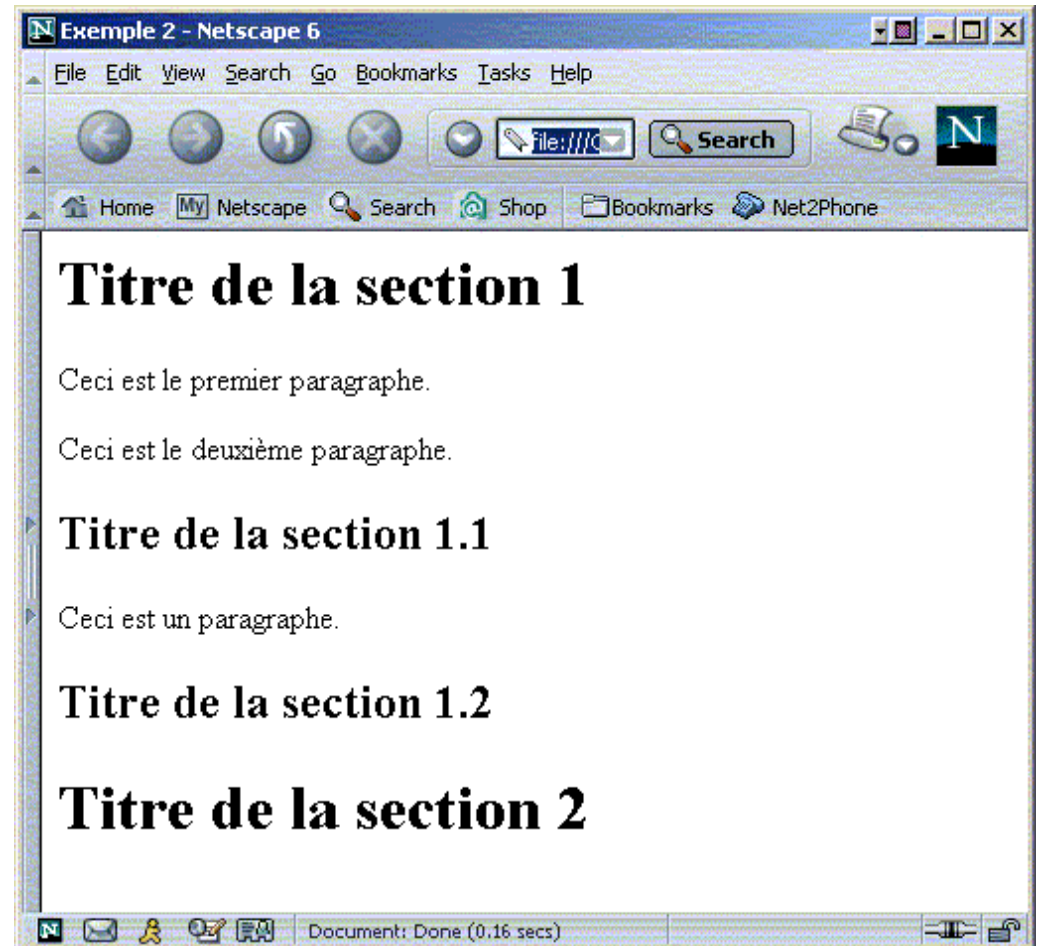 Exemple 2 - Netscape 6
File Edit View Search Go Bookmarks Tasks Help
file:///C Search N
Home My Netscape Search Shop Bookmarks Net2Phone
Titre de la section 1
Ceci est le premier paragraphe.
Ceci est le deuxième paragraphe.
Titre de la section 1.1
Ceci est un paragraphe.
Titre de la section 1.2
Titre de la section 2
Document: Done (0.16 secs)